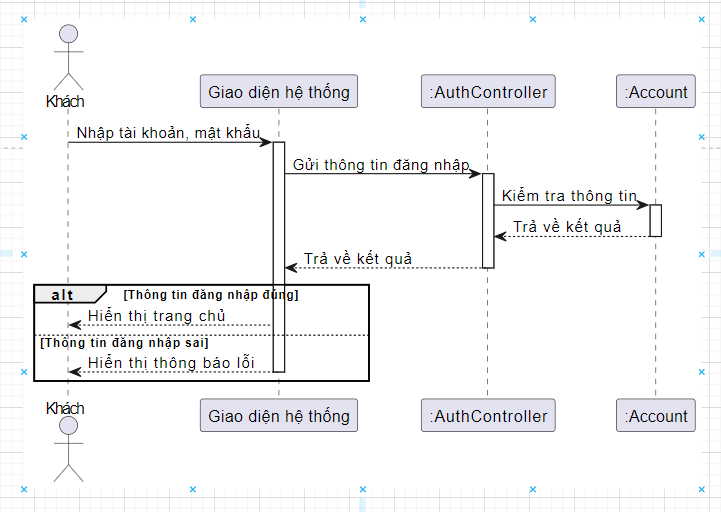 Khách
Giao diện hệ thống
:AuthController
:Account
Nhập tài khoản, mật khẩu
Gửi thông tin đăng nhập
Kiểm tra thông tin
Trả về kết quả
Trả về kết quả
alt
[Thông tin đăng nhập đúng]
Hiển thị trang chủ
[Thông tin đăng nhập sai]
Hiển thị thông báo lỗi
Khách
Giao diện hệ thống
:AuthController
:Account